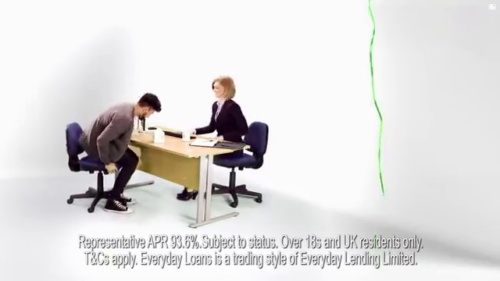 Representative APR 93.6%.Subject to status. Over 18s and UK residents only.
T&Cs apply. Everyday Loans is a trading style of Everyday Lending Limited.